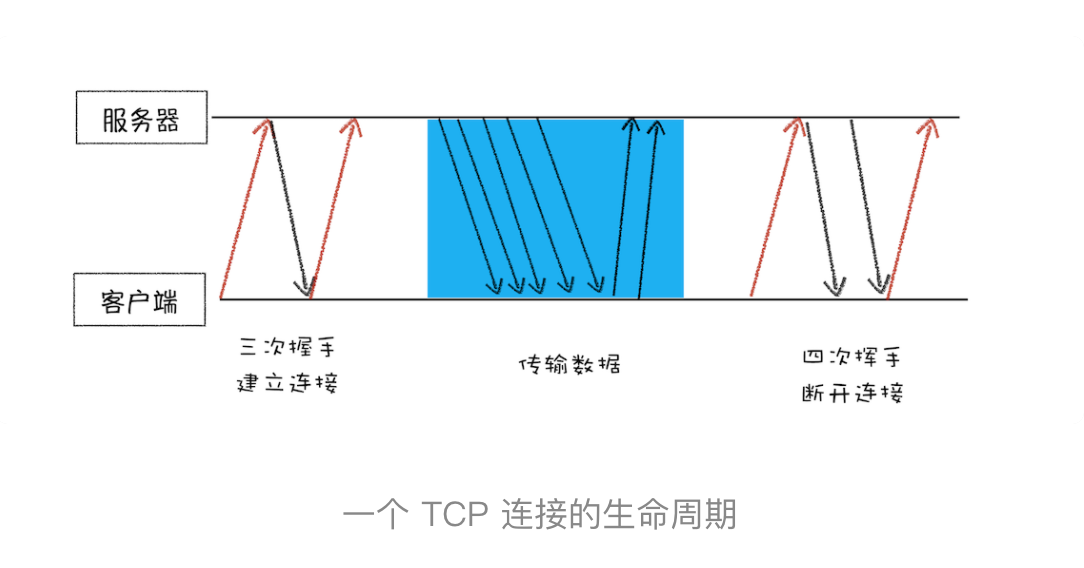 服务器
客户端
三次握手
建立连接
传输数据
四次挥手
断开连接
一个 TCP 连接的生命周期